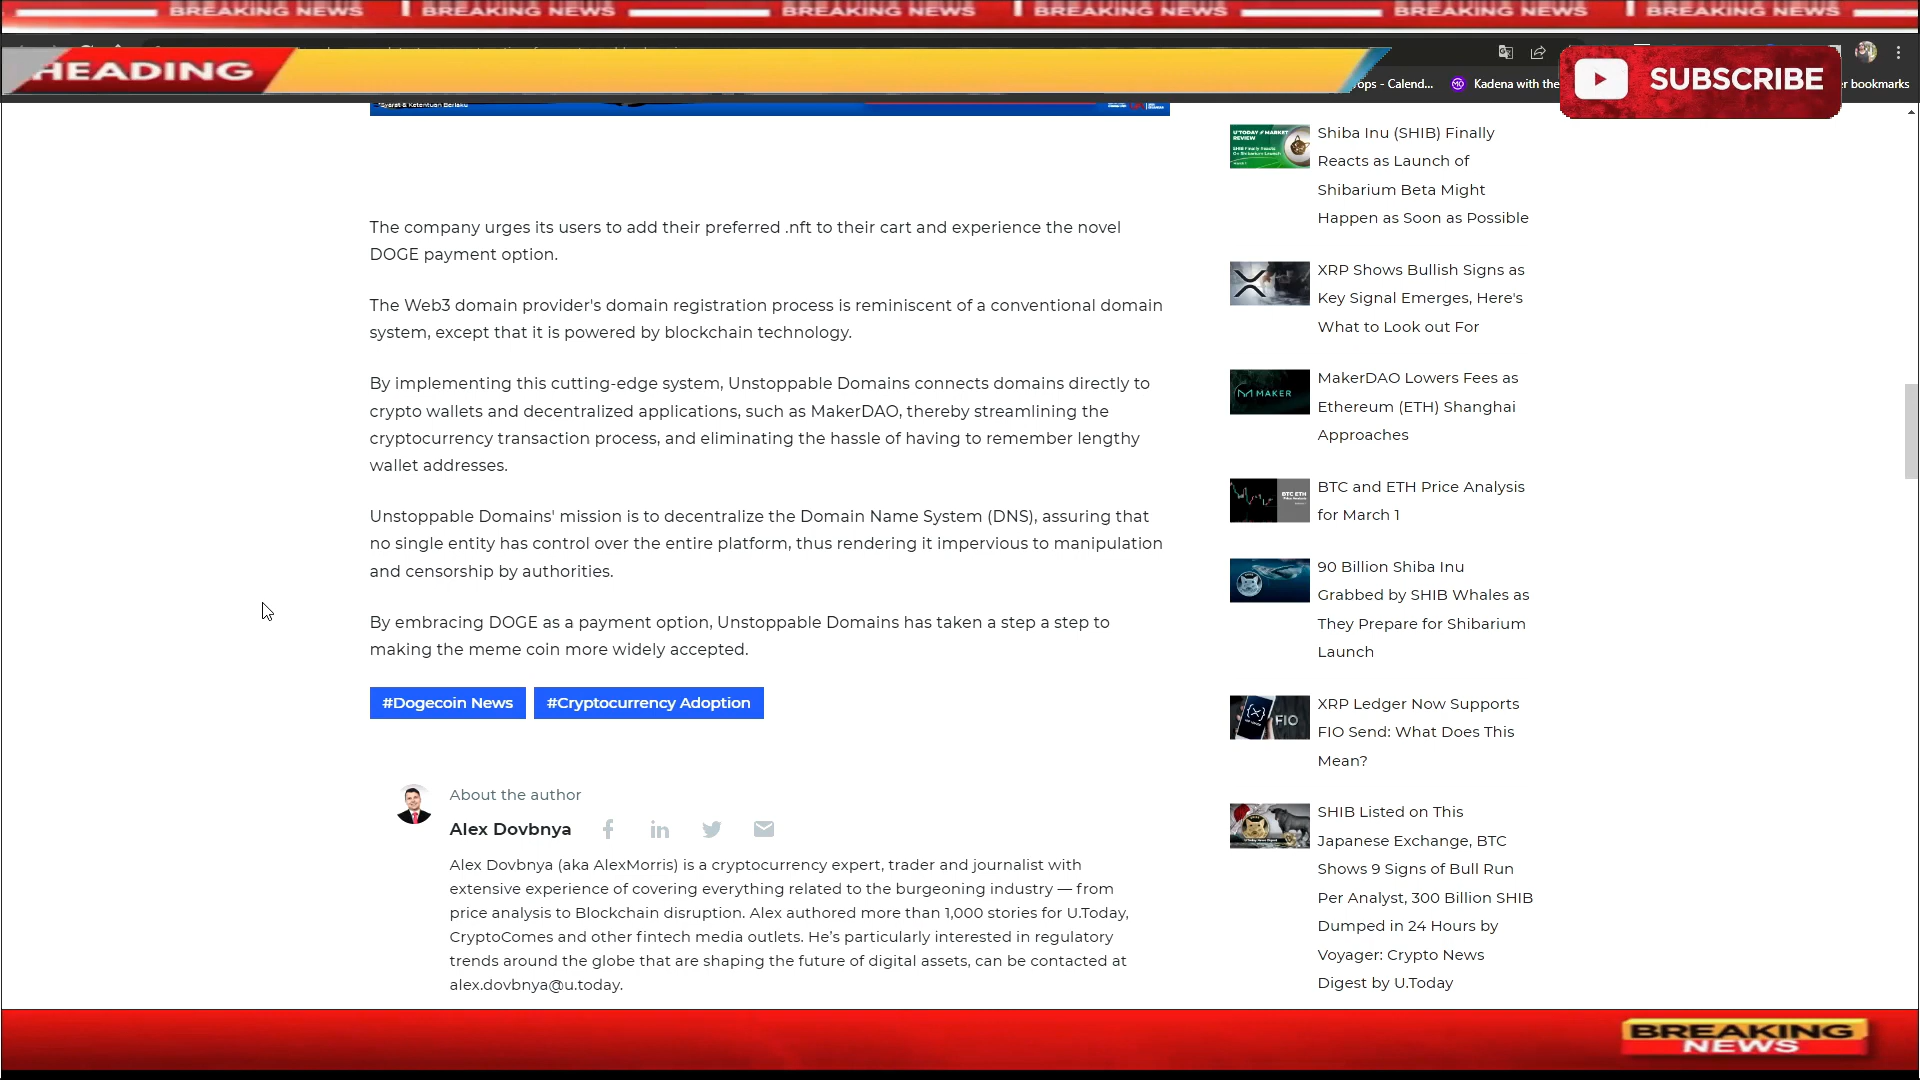 BREAKING NEWS BREAKING NEWS BREAKING NEWS BREAKING NEWS BREAKING NEWS BREAKING NEWS
HEADING
SUBSCRIBE
rops - Calend...
Kadena with the
r bookmarks
*Syarat & Ketentuan Berlaku
The company urges its users to add their preferred .nft to their cart and experience the novel
DOGE payment option.
The Web3 domain provider's domain registration process is reminiscent of a conventional domain
system, except that it is powered by blockchain technology.
By implementing this cutting-edge system, Unstoppable Domains connects domains directly to
crypto wallets and decentralized applications, such as MakerDAO, thereby streamlining the
cryptocurrency transaction process, and eliminating the hassle of having to remember lengthy
wallet addresses.
Unstoppable Domains' mission is to decentralize the Domain Name System (DNS), assuring that
no single entity has control over the entire platform, thus rendering it impervious to manipulation
and censorship by authorities.
By embracing DOGE as a payment option, Unstoppable Domains has taken a step a step to
making the meme coin more widely accepted.
#Dogecoin News #Cryptocurrency Adoption
About the author
Alex Dovbnya
Alex Dovbnya (aka AlexMorris) is a cryptocurrency expert, trader and journalist with
extensive experience of covering everything related to the burgeoning industry — from
price analysis to Blockchain disruption. Alex authored more than 1,000 stories for U.Today,
CryptoComes and other fintech media outlets. He's particularly interested in regulatory
trends around the globe that are shaping the future of digital assets, can be contacted at
alex.dovbnya@u.today.
Shiba Inu (SHIB) Finally
Reacts as Launch of
Shibarium Beta Might
Happen as Soon as Possible
XRP Shows Bullish Signs as
Key Signal Emerges, Here's
What to Look out For
MAKER
MakerDAO Lowers Fees as
Ethereum (ETH) Shanghai
Approaches
BTC ETH
BTC and ETH Price Analysis
for March 1
90 Billion Shiba Inu
Grabbed by SHIB Whales as
They Prepare for Shibarium
Launch
FIO
XRP Ledger Now Supports
FIO Send: What Does This
Mean?
SHIB Listed on This
Japanese Exchange, BTC
Shows 9 Signs of Bull Run
Per Analyst, 300 Billion SHIB
Dumped in 24 Hours by
Voyager: Crypto News
Digest by U.Today
BREAKING
NEWS